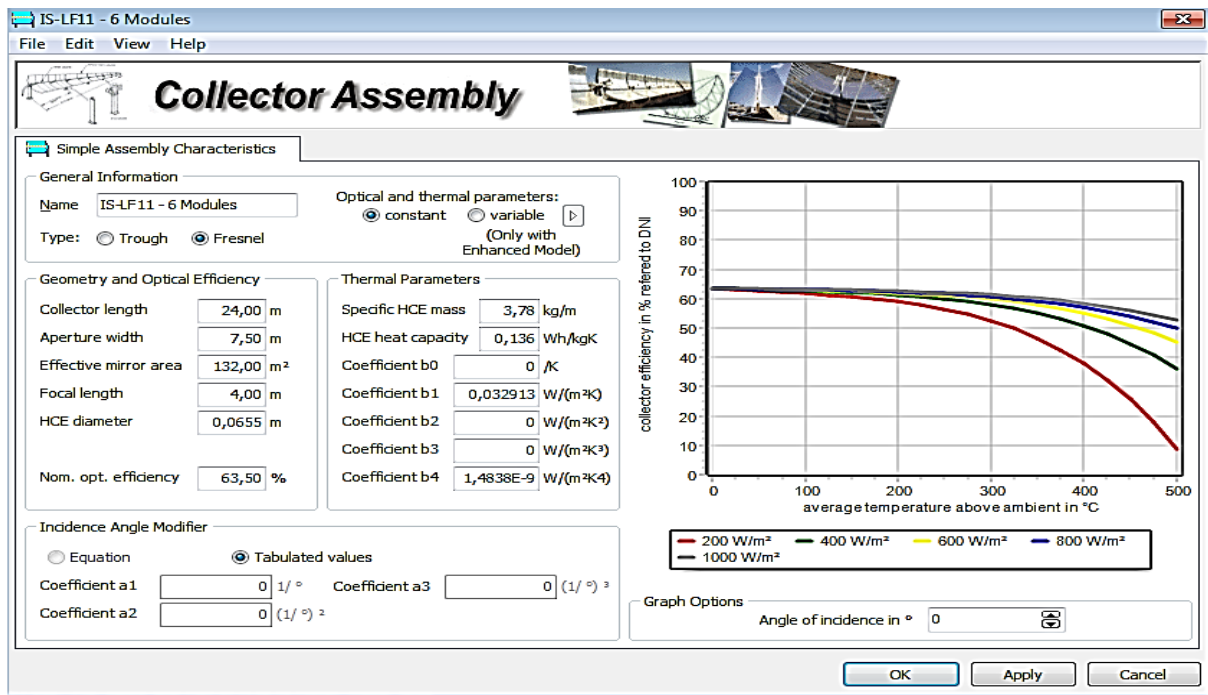 IS-LF11 - 6 Modules
File Edit View Help
Collector Assembly
Simple Assembly Characteristics
General Information
Name IS-LF11 - 6 Modules
Optical and thermal parameters:
constant variable
(Only with
Enhanced Model)
Type: Trough Fresnel
Geometry and Optical Efficiency
Collector length 24,00 m
Aperture width 7,50 m
Effective mirror area 132,00 m²
Focal length 4,00 m
HCE diameter 0,0655 m
Nom. opt. efficiency 63,50 %
Thermal Parameters
Specific HCE mass 3,78 kg/m
HCE heat capacity 0,136 Wh/kgK
Coefficient b0 0 /K
Coefficient b1 0,032913 W/(m²K)
Coefficient b2 0 W/(m²K²)
Coefficient b3 0 W/(m²K³)
Coefficient b4 1,4838E-9 W/(m²K4)
Incidence Angle Modifier
Equation Tabulated values
Coefficient a1 0 1/ ° Coefficient a3 0 (1/ °) ³
Coefficient a2 0 (1/ °) ²
collector efficiency in % refered to DNI
100
90
80
70
60
50
40
30
20
10
0
0 100 200 300 400 500
average temperature above ambient in °C
200 W/m² 400 W/m² 600 W/m² 800 W/m²
1000 W/m²
Graph Options
Angle of incidence in ° 0
OK Apply Cancel